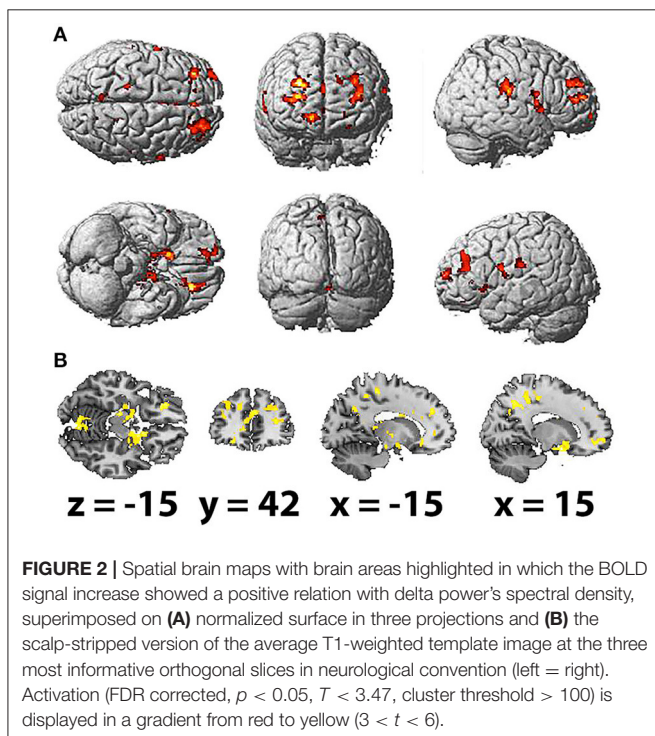 A
B
z = -15 y = 42 x = -15 x = 15
FIGURE 2 | Spatial brain maps with brain areas highlighted in which the BOLD
signal increase showed a positive relation with delta power's spectral density,
superimposed on (A) normalized surface in three projections and (B) the
scalp-stripped version of the average T1-weighted template image at the three
most informative orthogonal slices in neurological convention (left = right).
Activation (FDR corrected, p < 0.05, T < 3.47, cluster threshold > 100) is
displayed in a gradient from red to yellow (3 < t < 6).